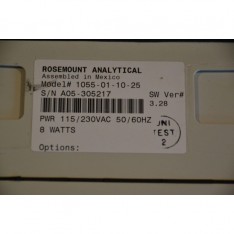 ROSEMOUNT ANALYTICAL
Assembled in Mexico
Model# 1055-01-10-25
S/N A05-305217 SW Ver#
3.28
PWR 115/230VAC 50/60HZ
8 WATTS
UNI
TEST
2
Options: